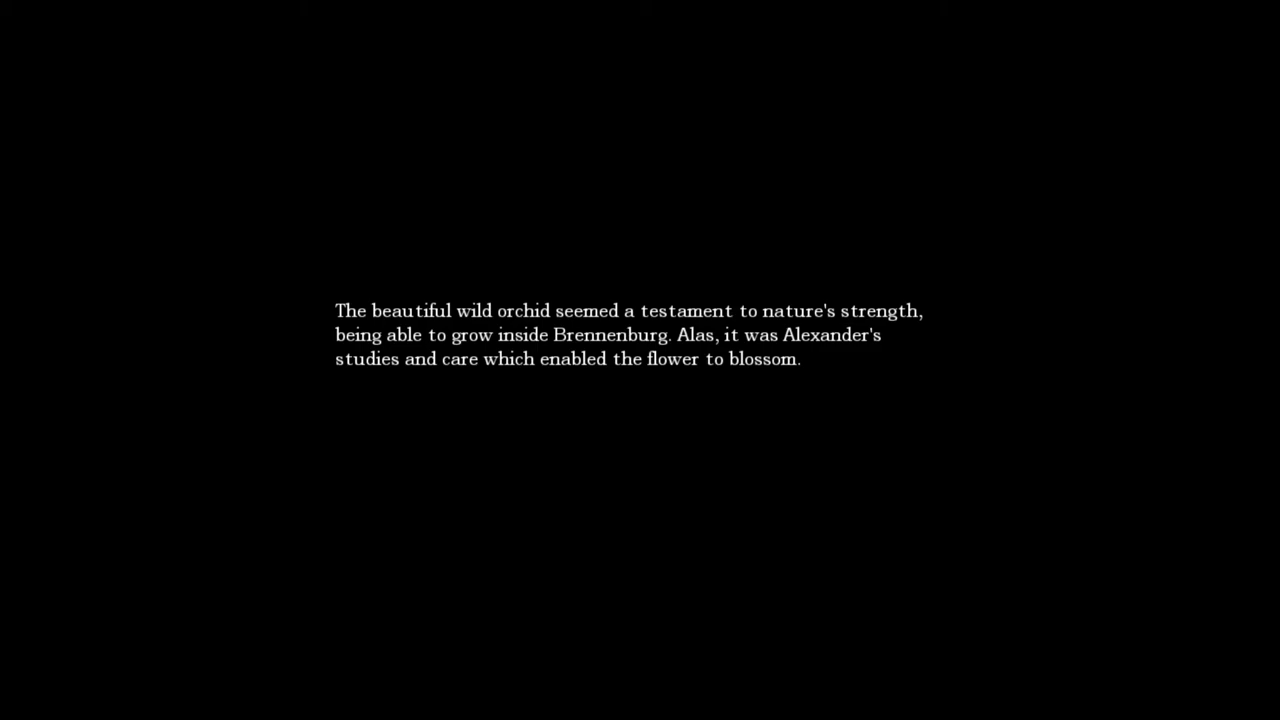 The beautiful wild orchid seemed a testament to nature's strength,
being able to grow inside Brennenburg. Alas, it was Alexander's
studies and care which enabled the flower to blossom.